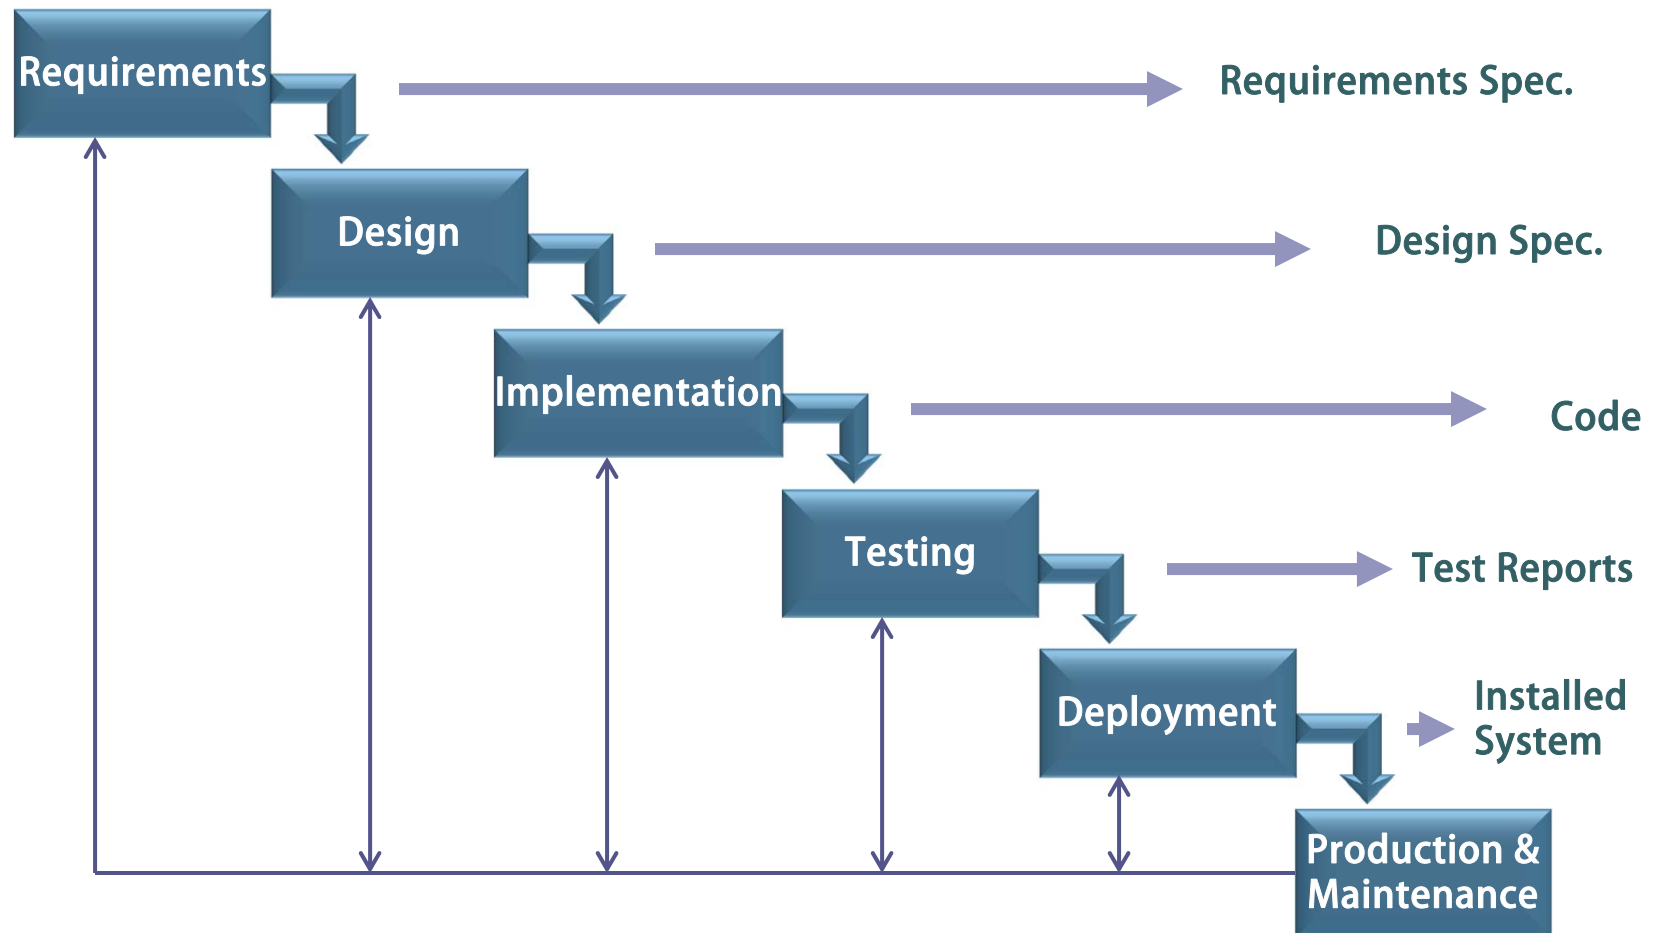 Requirements
Requirements Spec.
Design
Design Spec.
Implementation
Code
Testing
Test Reports
Deployment
Installed
System
Production &
Maintenance